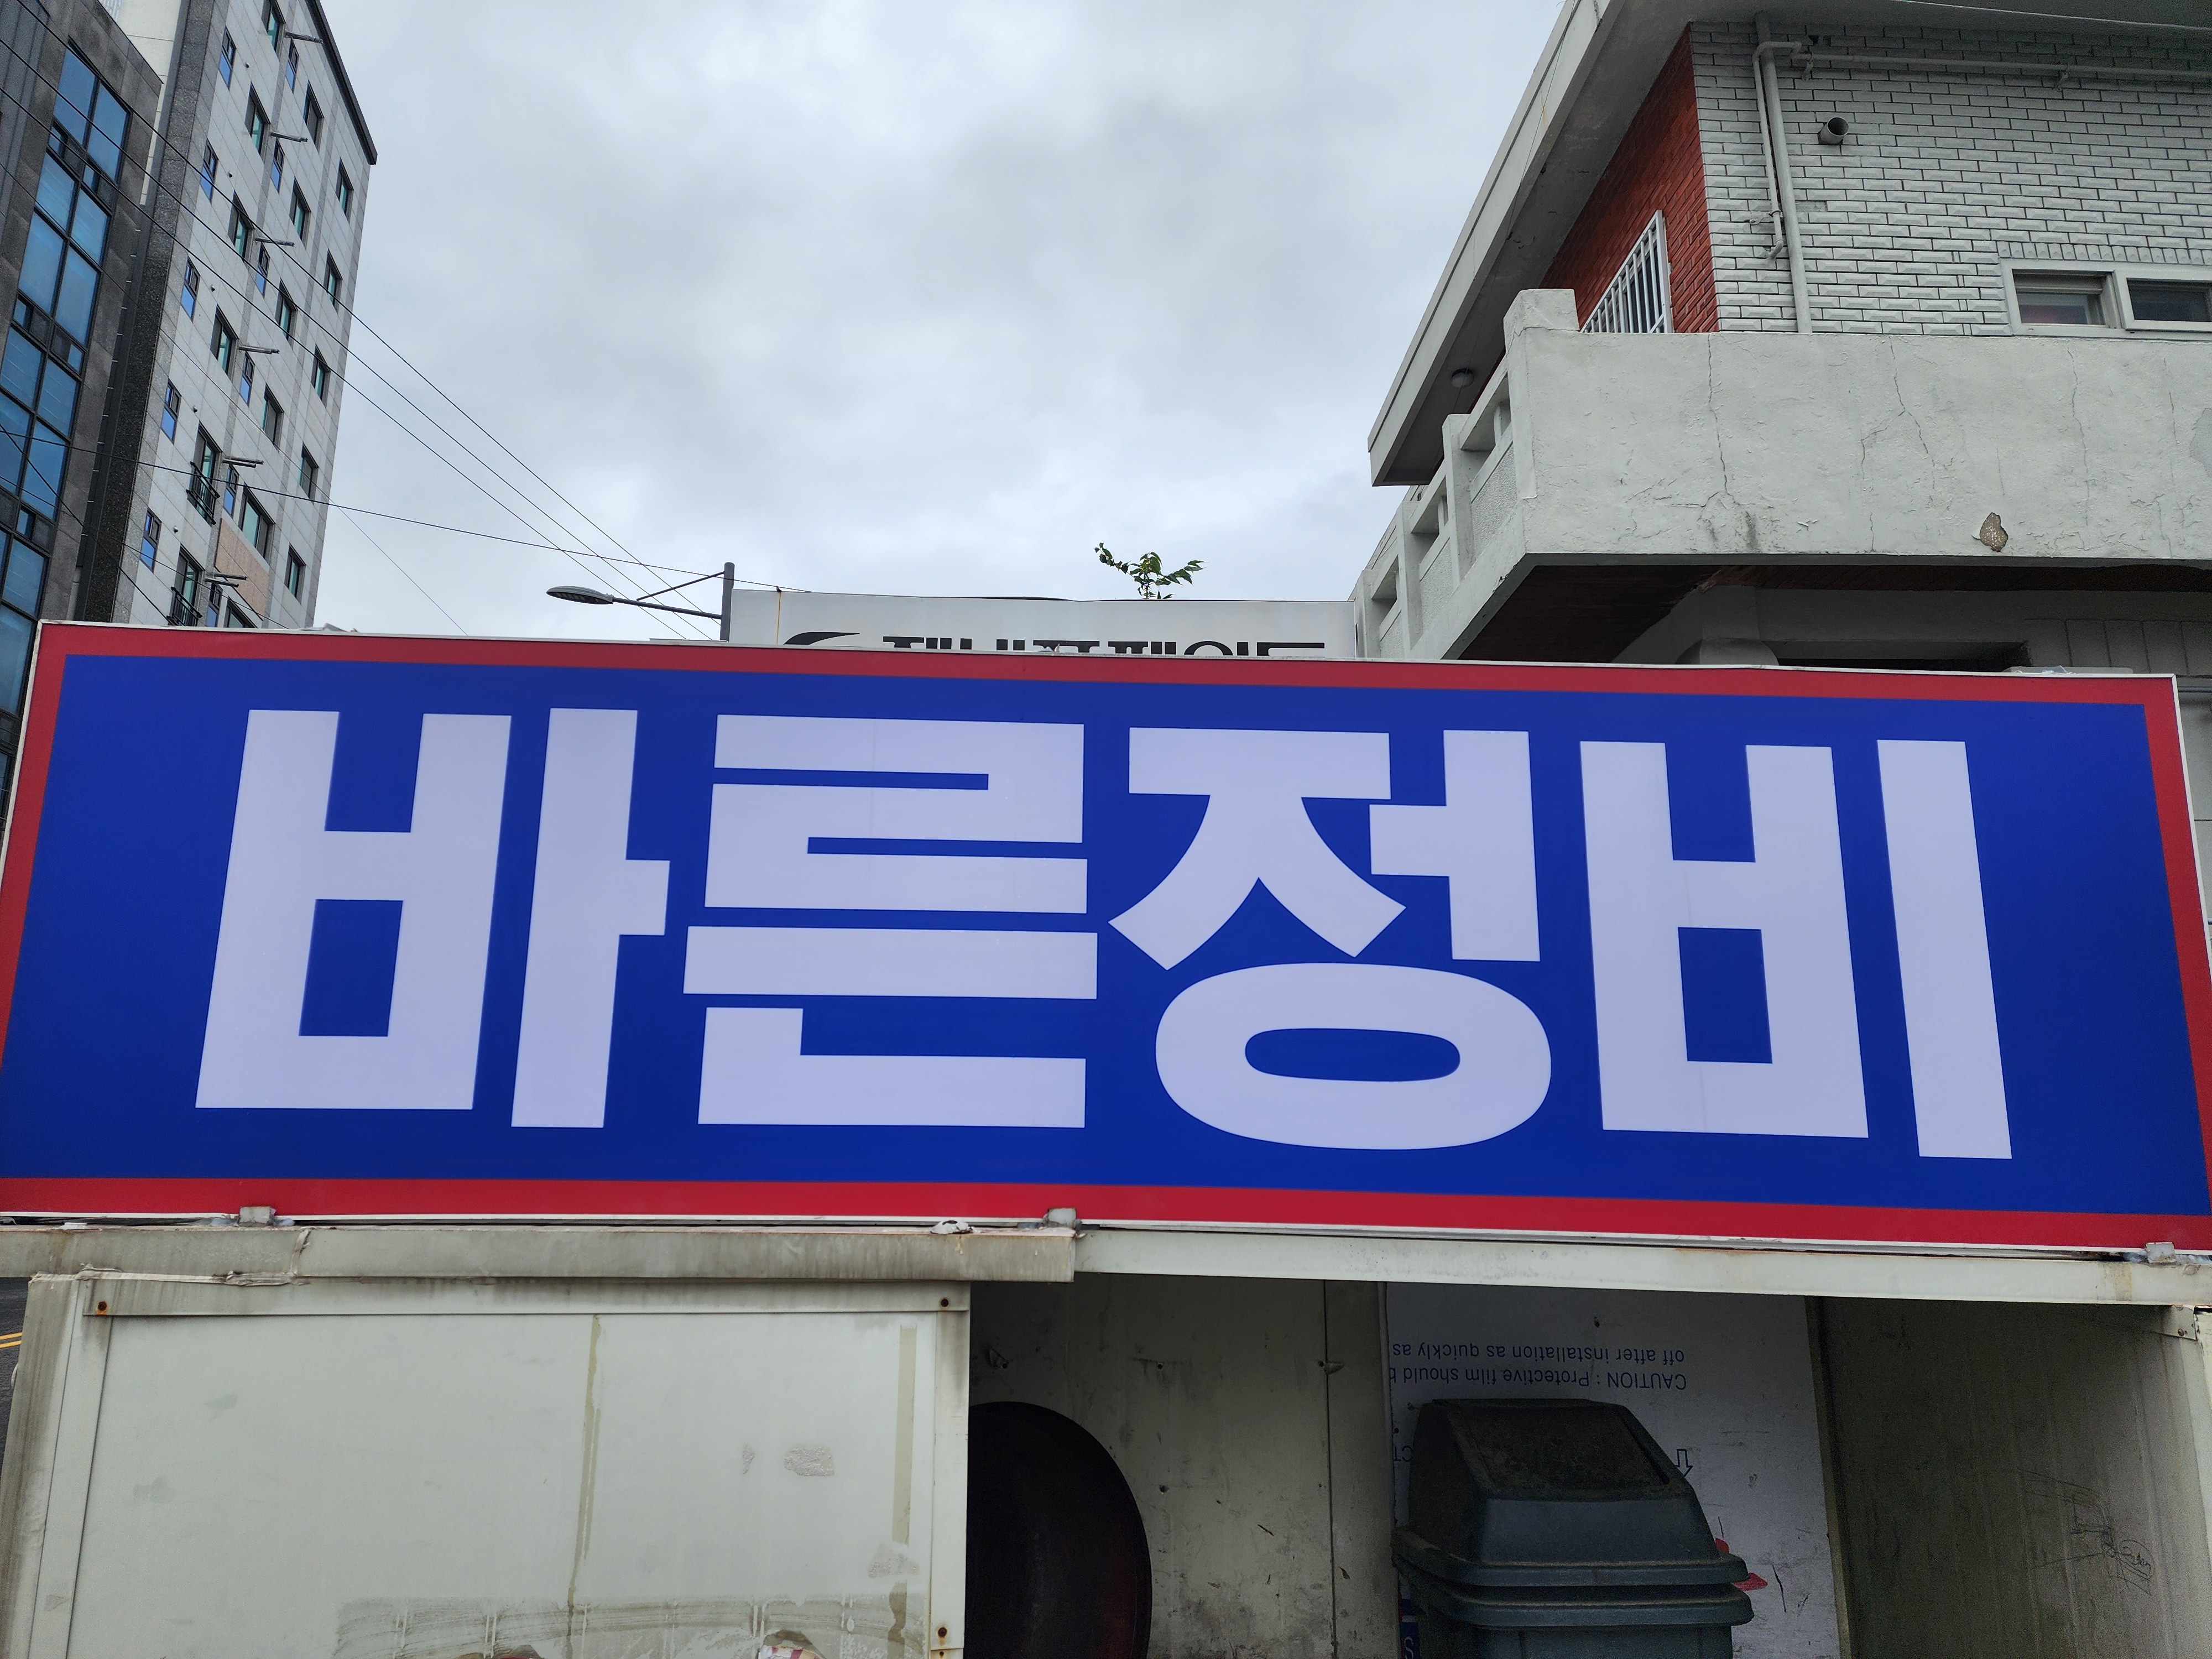 바른정비
off after installation as quickly as
CAUTION : Protective film should b